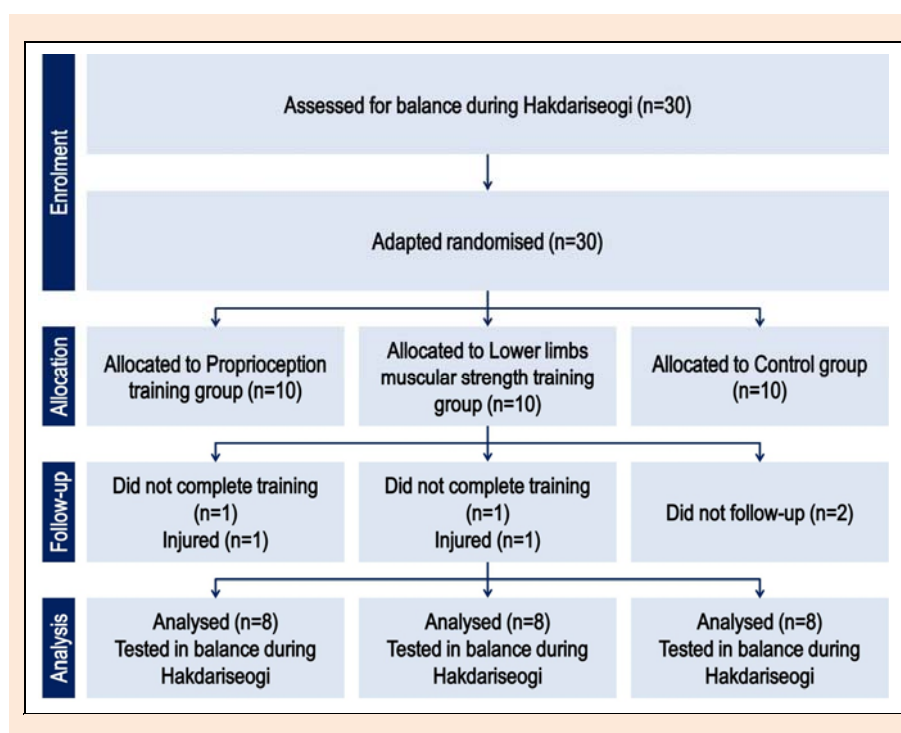 Enrolment
Assessed for balance during Hakdariseogi (n=30)
Adapted randomised (n=30)
Allocation
Allocated to Proprioception
training group (n=10)
Allocated to Lower limbs
muscular strength training
group (n=10)
Allocated to Control group
(n=10)
Follow-up
Did not complete training
(n=1)
Injured (n=1)
Did not complete training
(n=1)
Injured (n=1)
Did not follow-up (n=2)
Analysis
Analysed (n=8)
Tested in balance during
Hakdariseogi
Analysed (n=8)
Tested in balance during
Hakdariseogi
Analysed (n=8)
Tested in balance during
Hakdariseogi